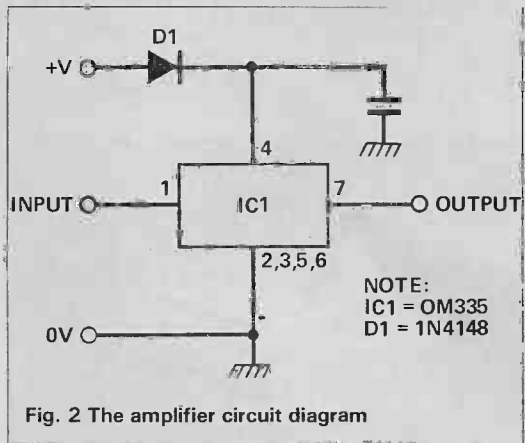 D1
+V
4
1
7
INPUT
IC1
OUTPUT
2,3,5,6
NOTE:
IC1 = OM335
D1 = 1N4148
0V
Fig. 2 The amplifier circuit diagram